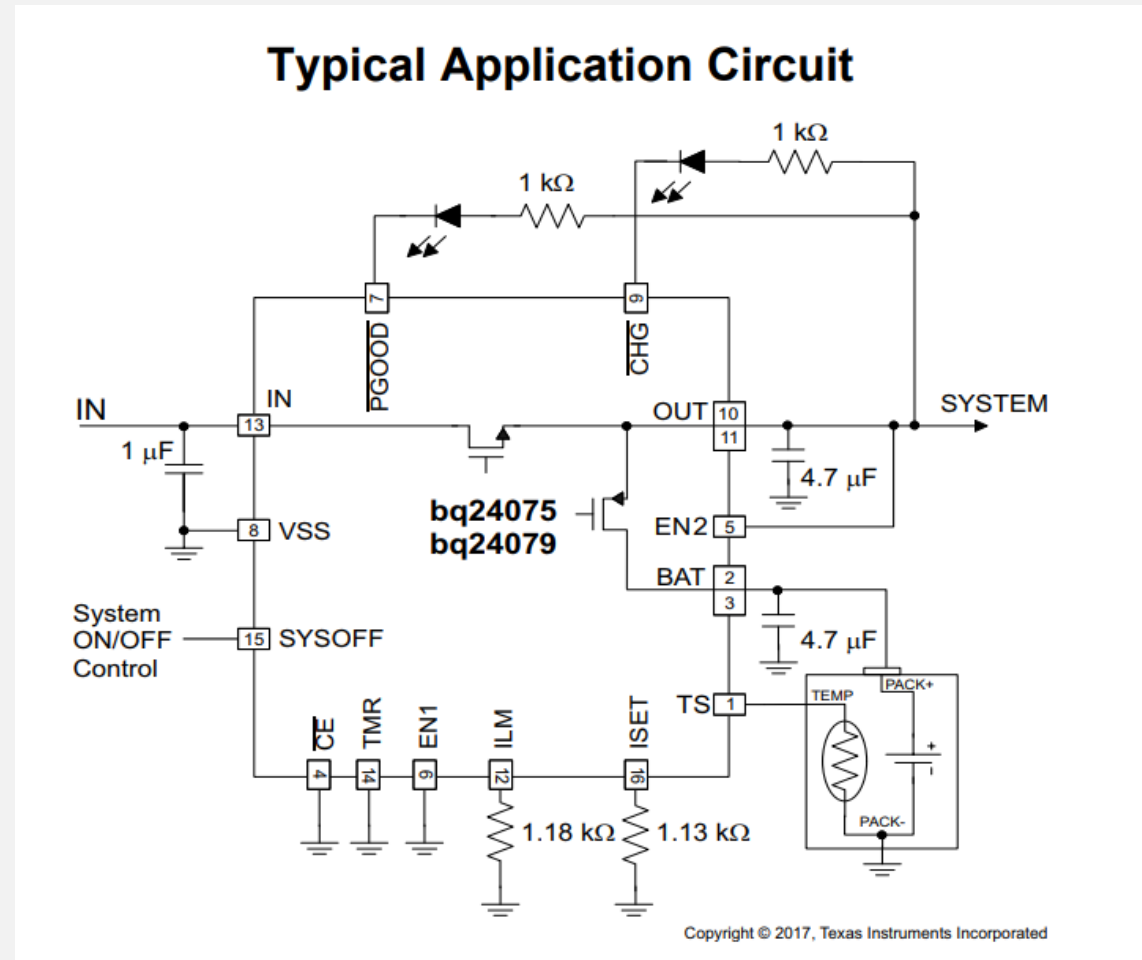 Typical Application Circuit
1 kΩ
1 kΩ
7
9
PGOOD
CHG
IN
IN
13
OUT
10
11
SYSTEM
1 μF
4.7 μF
bq24075
bq24079
EN2
5
8
VSS
BAT
2
3
System
ON/OFF
Control
15
SYSOFF
4.7 μF
PACK+
TEMP
TS
1
+
-
CE
TMR
EN1
ILM
ISET
4
14
6
12
16
1.18 kΩ
1.13 kΩ
PACK-
Copyright © 2017, Texas Instruments Incorporated